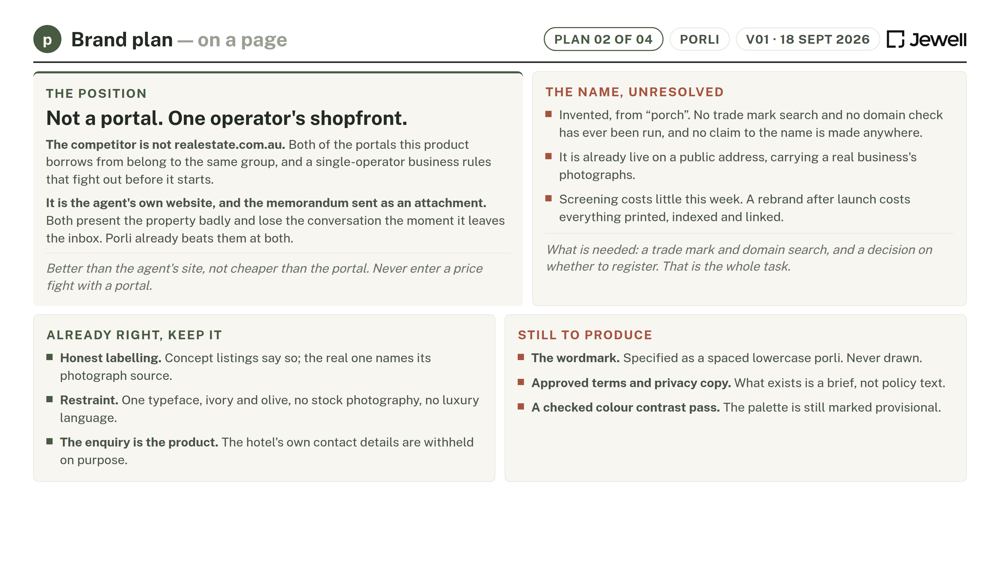 p
Brand plan — on a page
PLAN 02 OF 04
PORLI
V01 · 18 SEPT 2026
Jewell
THE POSITION
Not a portal. One operator's shopfront.
The competitor is not realestate.com.au. Both of the portals this product
borrows from belong to the same group, and a single-operator business rules
that fight out before it starts.
It is the agent's own website, and the memorandum sent as an attachment.
Both present the property badly and lose the conversation the moment it leaves
the inbox. Porli already beats them at both.
Better than the agent's site, not cheaper than the portal. Never enter a price
fight with a portal.
THE NAME, UNRESOLVED
Invented, from “porch”. No trade mark search and no domain check
has ever been run, and no claim to the name is made anywhere.
It is already live on a public address, carrying a real business's
photographs.
Screening costs little this week. A rebrand after launch costs
everything printed, indexed and linked.
What is needed: a trade mark and domain search, and a decision on
whether to register. That is the whole task.
ALREADY RIGHT, KEEP IT
Honest labelling. Concept listings say so; the real one names its
photograph source.
Restraint. One typeface, ivory and olive, no stock photography, no luxury
language.
The enquiry is the product. The hotel's own contact details are withheld
on purpose.
STILL TO PRODUCE
The wordmark. Specified as a spaced lowercase porli. Never drawn.
Approved terms and privacy copy. What exists is a brief, not policy text.
A checked colour contrast pass. The palette is still marked provisional.